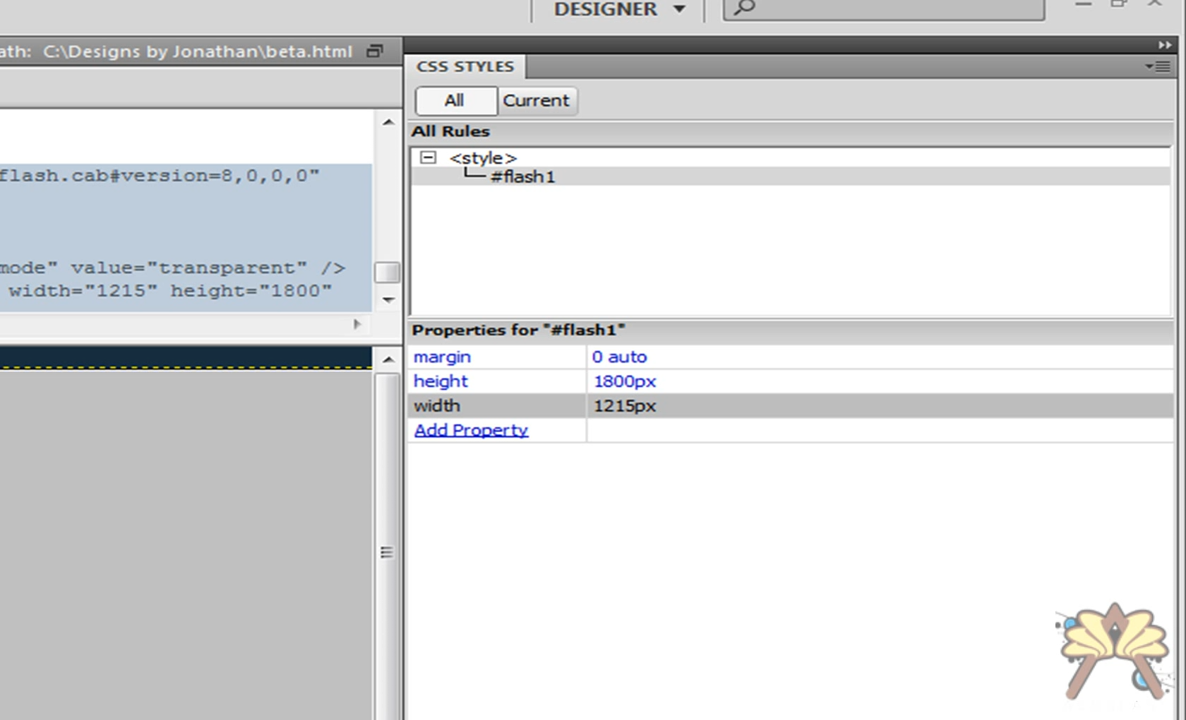 DESIGNER
ath: C:\Designs by Jonathan\beta.html
CSS STYLES
All Current
All Rules
<style>
#flash1
flash.cab#version=8,0,0,0"
mode" value="transparent" />
width="1215" height="1800"
Properties for "#flash1"
margin 0 auto
height 1800px
width 1215px
Add Property